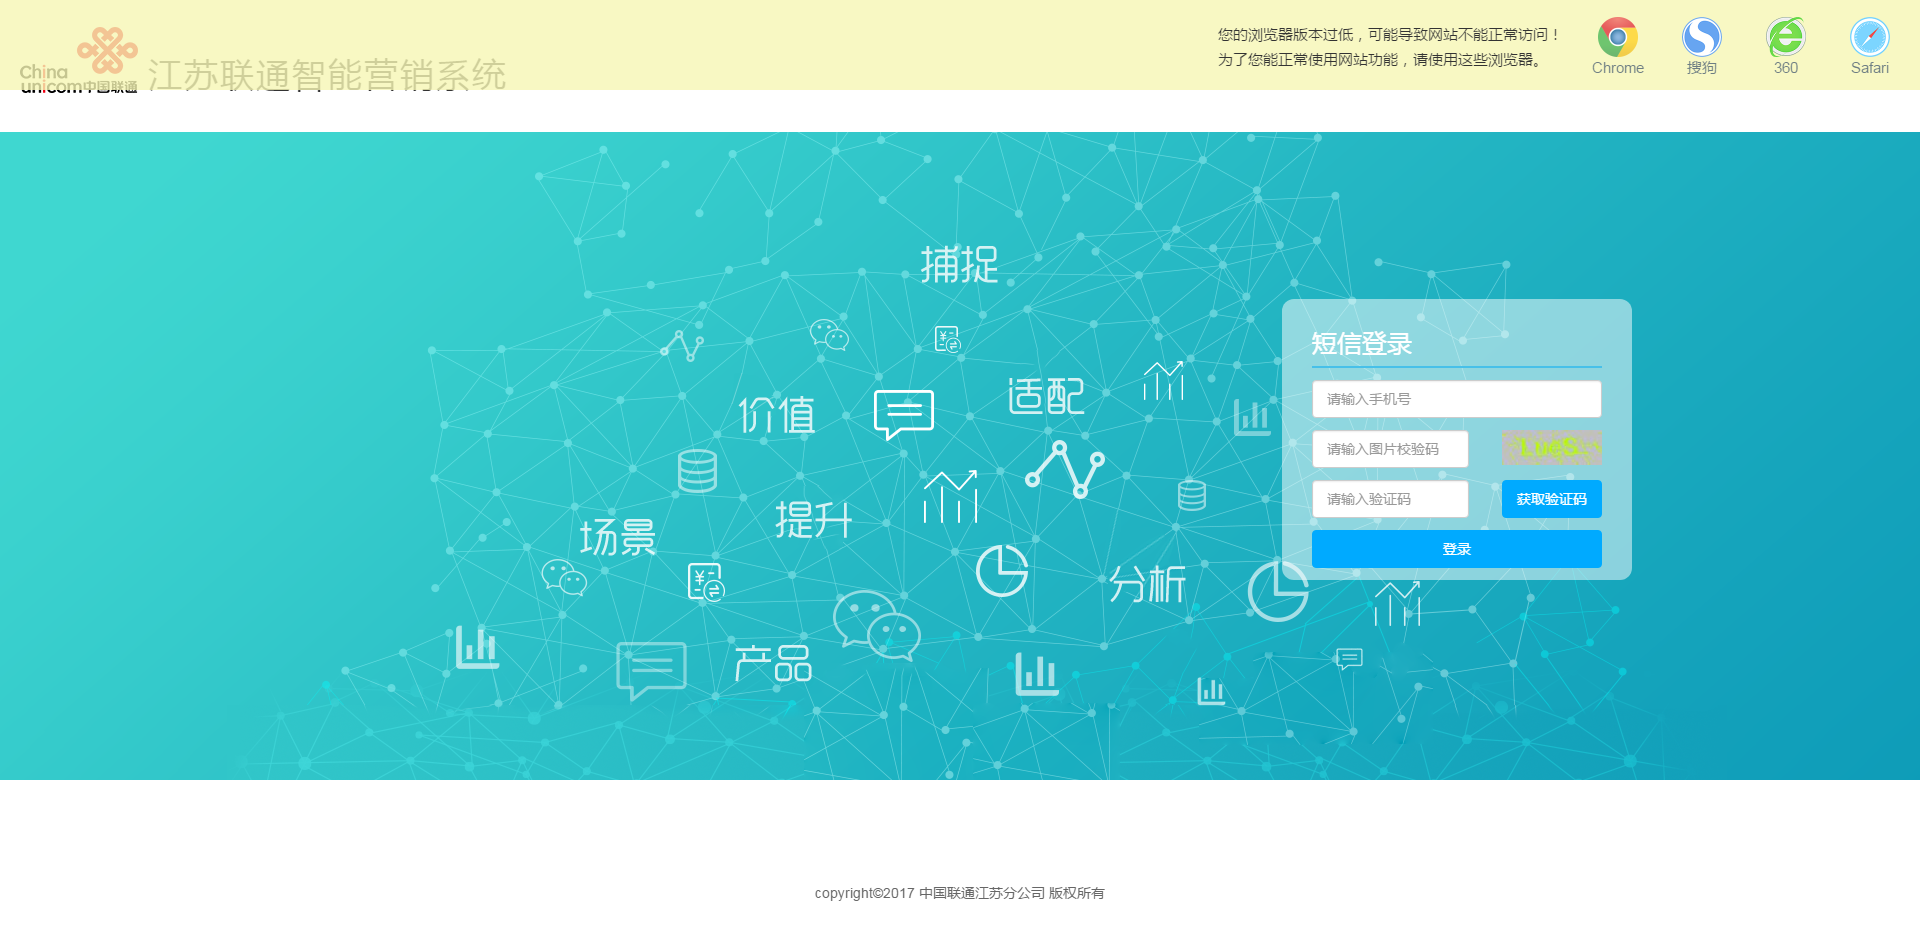 China
unicom中国联通
江苏联通智能营销系统
您的浏览器版本过低，可能导致网站不能正常访问！
为了您能正常使用网站功能，请使用这些浏览器。
Chrome
搜狗
360
Safari
捕捉
适配
价值
提升
场景
分析
产品
短信登录
请输入手机号
请输入图片校验码
LueS
请输入验证码
获取验证码
登录
copyright©2017 中国联通江苏分公司 版权所有